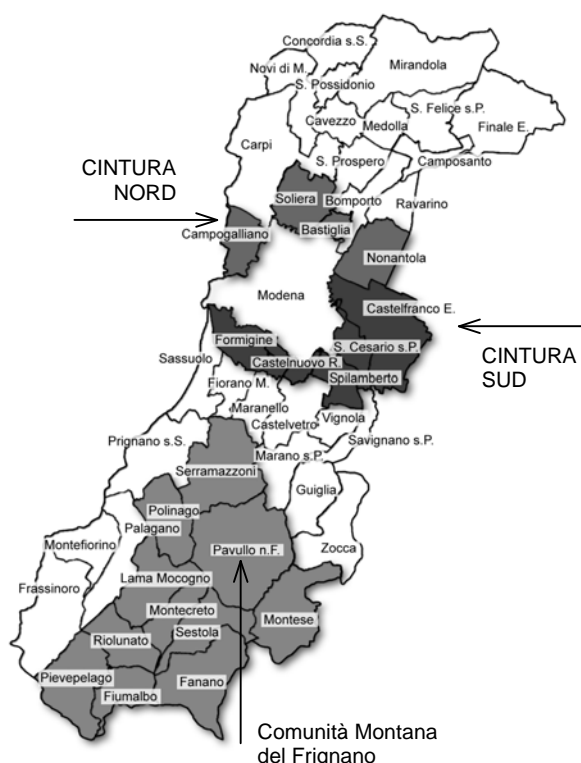 Concordia s.S.
Novi di M.
Mirandola
S. Possidonio
S. Felice s.P.
Cavezzo
Medolla
Finale E.
Carpi
S. Prospero
Camposanto
CINTURA
NORD
Soliera
Bomporto
Ravarino
Bastiglia
Campogalliano
Nonantola
Modena
Castelfranco E.
Formigine
S. Cesario s.P.
CINTURA
SUD
Sassuolo
Castelnuovo R.
Spilamberto
Fiorano M.
Maranello
Vignola
Castelvetro
Savignano s.P.
Prignano s.S.
Marano s.P.
Serramazzoni
Guiglia
Polinago
Palagano
Montefiorino
Pavullo n.F.
Zocca
Lama Mocogno
Frassinoro
Montecreto
Montese
Sestola
Riolunato
Pievepelago
Fanano
Fiumalbo
Comunità Montana
del Frignano